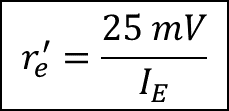 r′ₑ = 25 mV / I_E